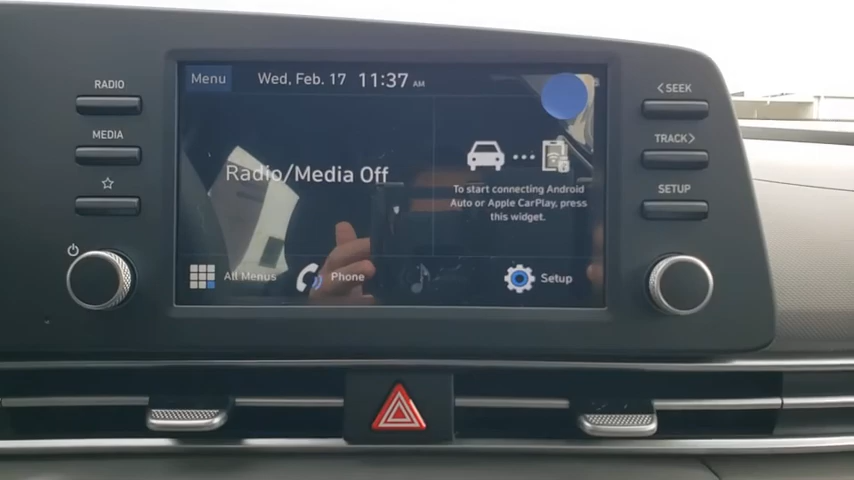 RADIO
MEDIA
Menu
Wed, Feb. 17 11:37 AM
Radio/Media Off
To start connecting Android
Auto or Apple CarPlay, press
this widget.
All Menus
Phone
Setup
< SEEK
TRACK >
SETUP